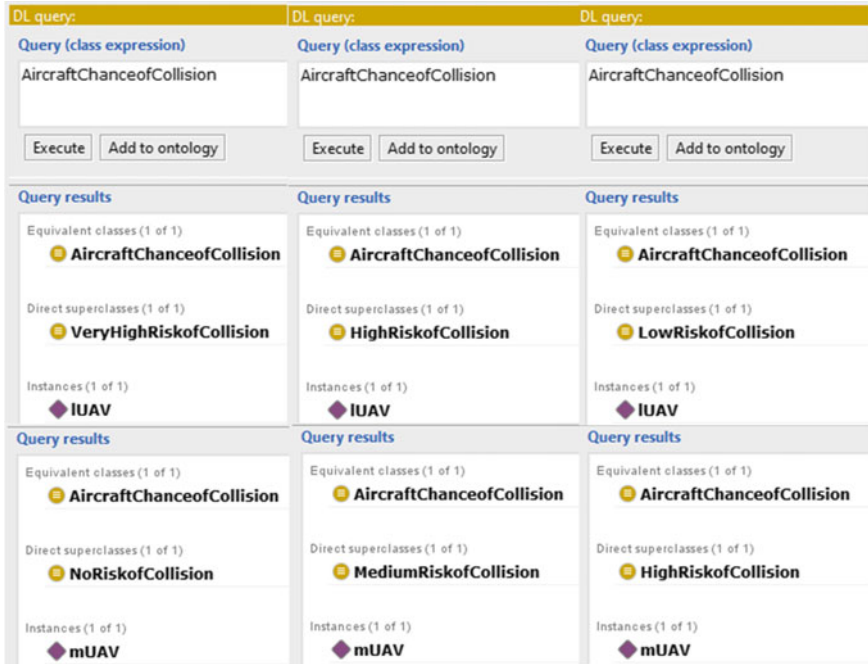 DL query:
Query (class expression)
AircraftChanceofCollision
Execute Add to ontology
Query results
Equivalent classes (1 of 1)
AircraftChanceofCollision
Direct superclasses (1 of 1)
VeryHighRiskofCollision
Instances (1 of 1)
lUAV
Query results
Equivalent classes (1 of 1)
AircraftChanceofCollision
Direct superclasses (1 of 1)
NoRiskofCollision
Instances (1 of 1)
mUAV
DL query:
Query (class expression)
AircraftChanceofCollision
Execute Add to ontology
Query results
Equivalent classes (1 of 1)
AircraftChanceofCollision
Direct superclasses (1 of 1)
HighRiskofCollision
Instances (1 of 1)
lUAV
Query results
Equivalent classes (1 of 1)
AircraftChanceofCollision
Direct superclasses (1 of 1)
MediumRiskofCollision
Instances (1 of 1)
mUAV
DL query:
Query (class expression)
AircraftChanceofCollision
Execute Add to ontology
Query results
Equivalent classes (1 of 1)
AircraftChanceofCollision
Direct superclasses (1 of 1)
LowRiskofCollision
Instances (1 of 1)
lUAV
Query results
Equivalent classes (1 of 1)
AircraftChanceofCollision
Direct superclasses (1 of 1)
HighRiskofCollision
Instances (1 of 1)
mUAV